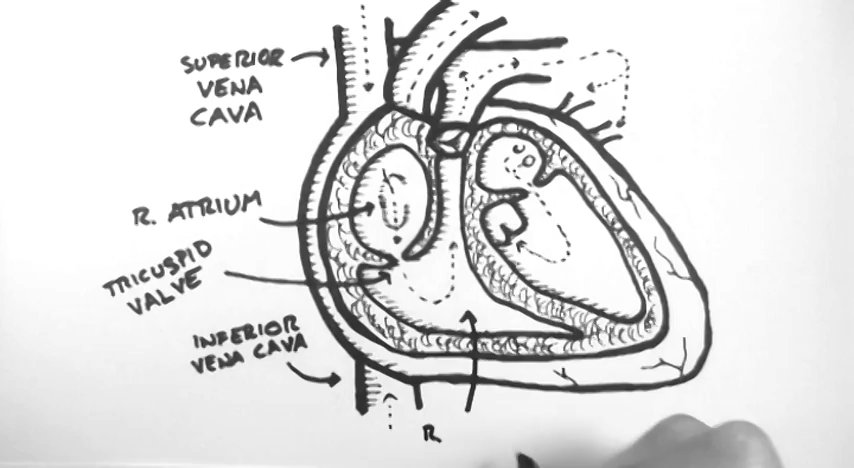 SUPERIOR
VENA
CAVA
R. ATRIUM
TRICUSPID
VALVE
INFERIOR
VENA CAVA
R